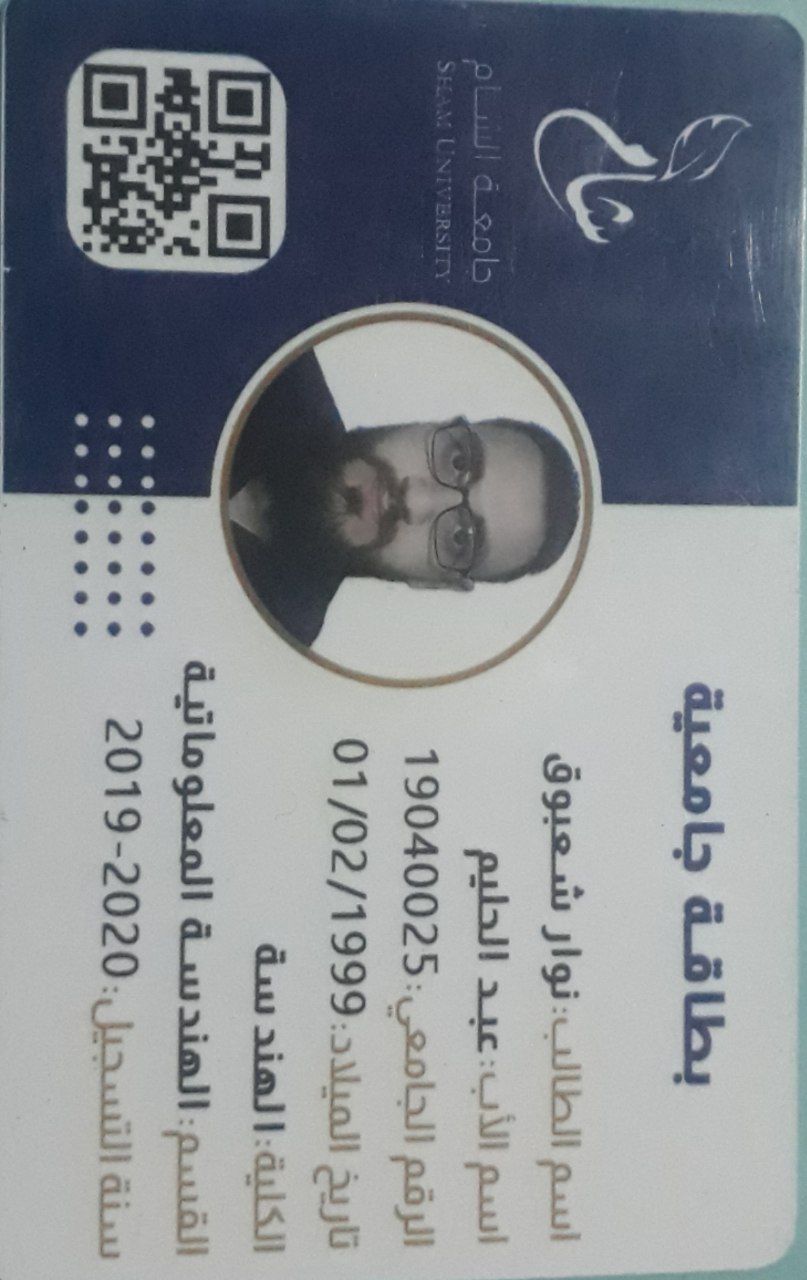 شام
جامعة الشام
SHAM UNIVERSITY
بطاقة جامعية
اسم الطالب: نوار شعبوق
اسم الأب: عبد الحليم
الرقم الجامعي: 19040025
تاريخ الميلاد: 01/02/1999
الكلية: الهندسة
القسم: الهندسة المعلوماتية
سنة التسجيل: 2019-2020